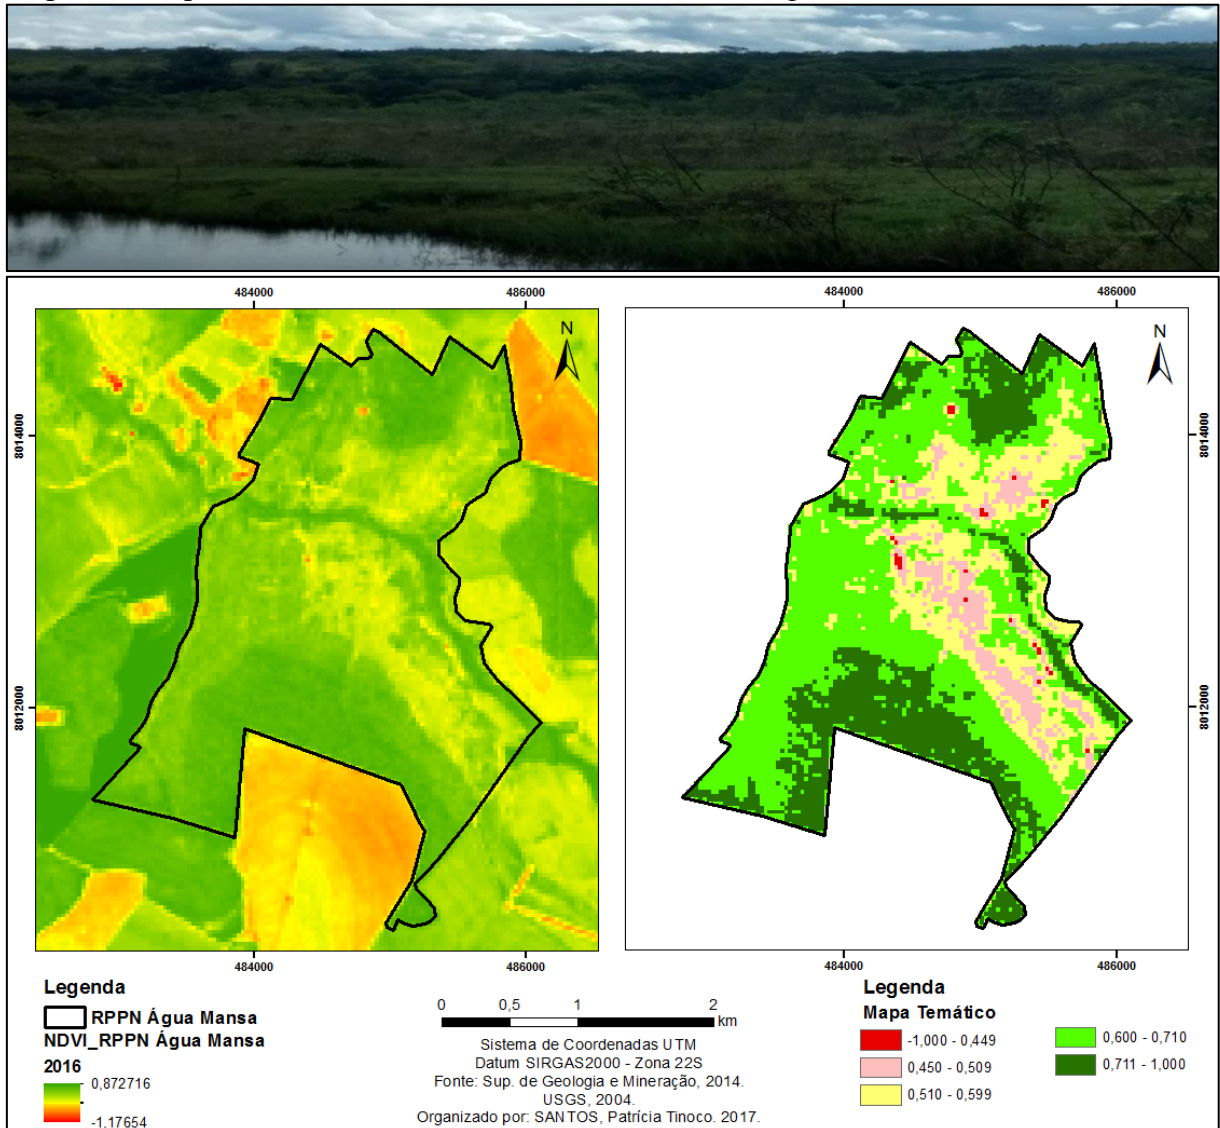 484000 486000
484000 486000
N
N
8014000
8014000
8012000
8012000
484000 486000
484000 486000
Legenda
RPPN Água Mansa
NDVI_RPPN Água Mansa
2016
0,872716
-1,17654
0 0,5 1 2
km
Sistema de Coordenadas UTM
Datum SIRGAS2000 - Zona 22S
Fonte: Sup. de Geologia e Mineração, 2014.
USGS, 2004.
Organizado por: SANTOS, Patrícia Tinoco. 2017.
Legenda
Mapa Temático
-1,000 - 0,449
0,450 - 0,509
0,510 - 0,599
0,600 - 0,710
0,711 - 1,000